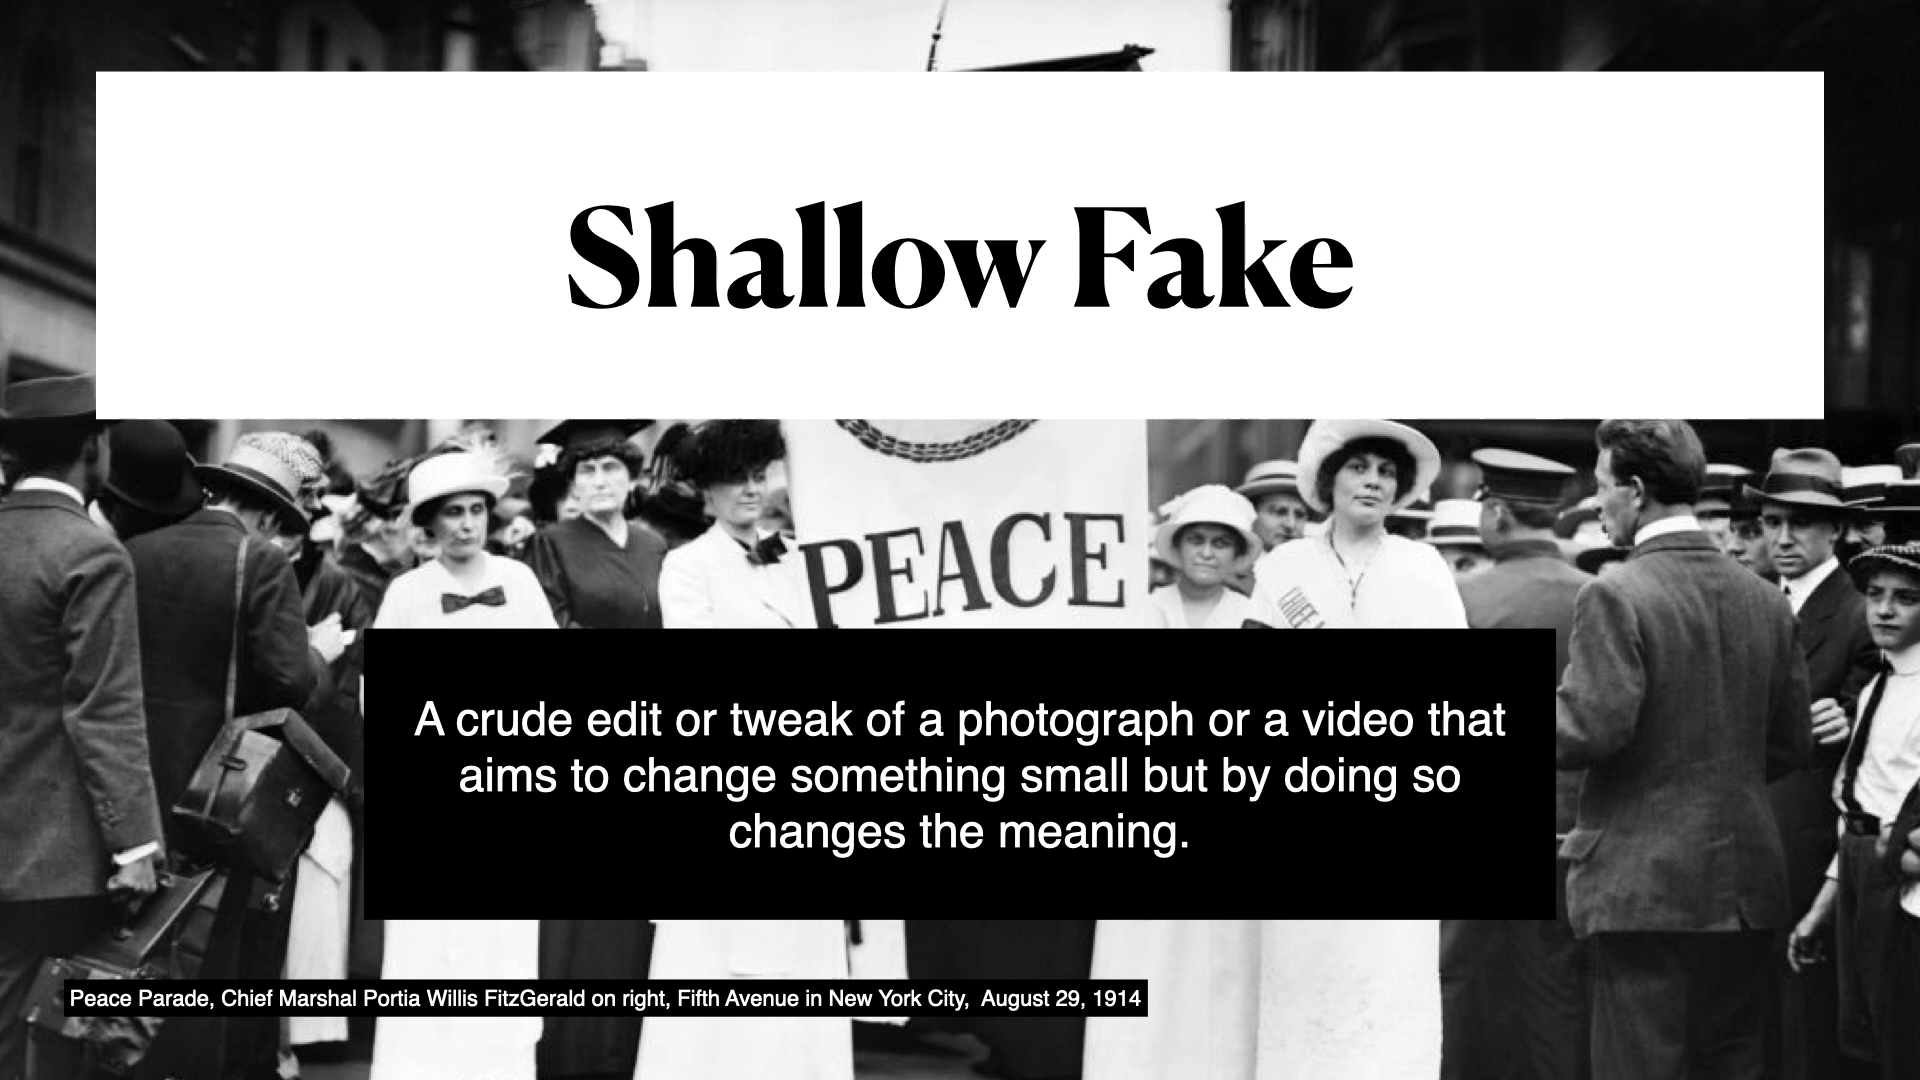 Shallow Fake
PEACE
A crude edit or tweak of a photograph or a video that
aims to change something small but by doing so
changes the meaning.
Peace Parade, Chief Marshal Portia Willis FitzGerald on right, Fifth Avenue in New York City,  August 29, 1914